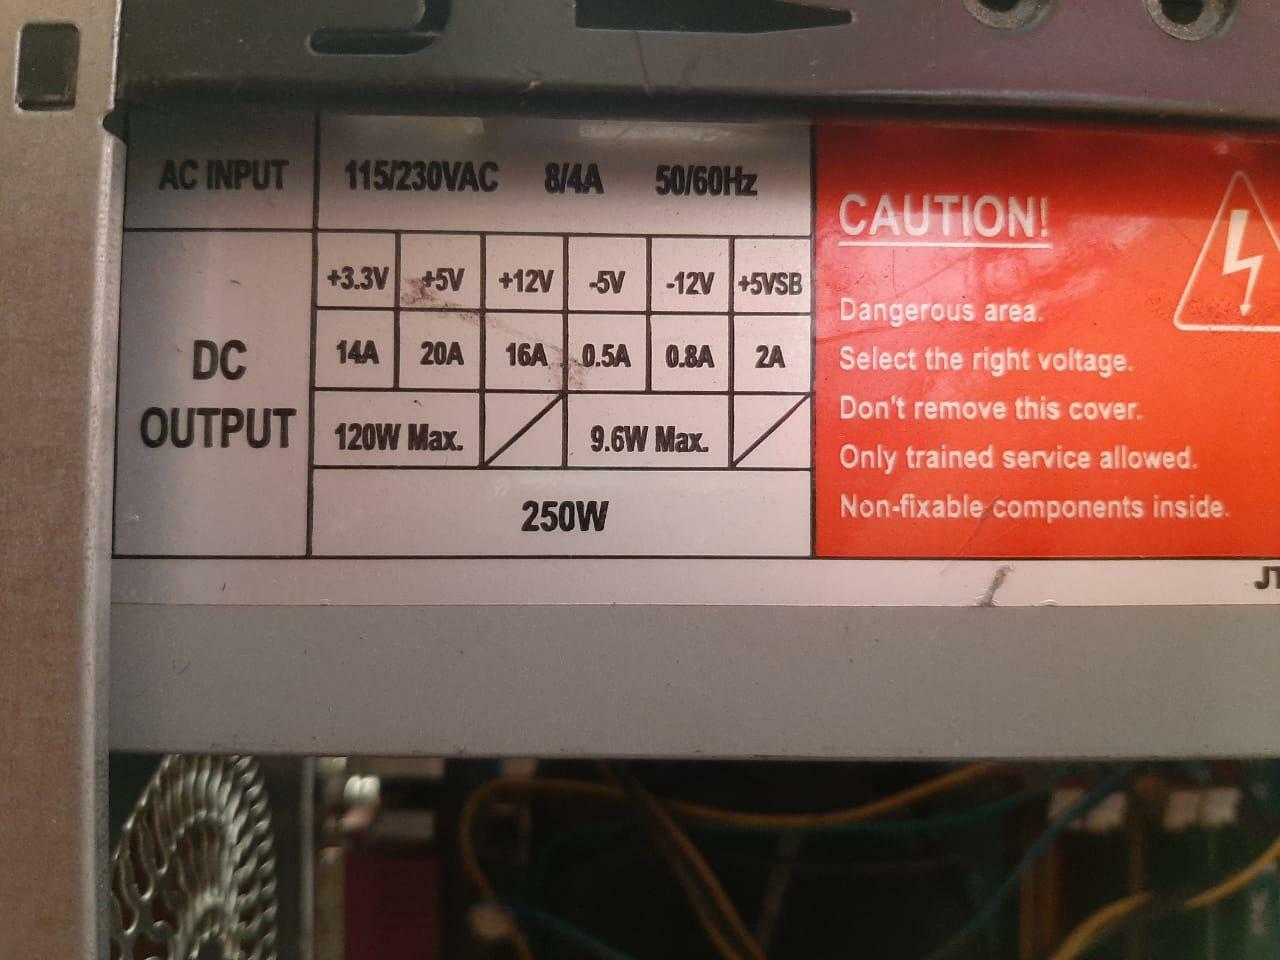 AC INPUT 115/230VAC 8/4A 50/60Hz
DC OUTPUT
+3.3V +5V +12V -5V -12V +5VSB
14A 20A 16A 0.5A 0.8A 2A
120W Max. 9.6W Max.
250W
CAUTION!
Dangerous area.
Select the right voltage.
Don't remove this cover.
Only trained service allowed.
Non-fixable components inside.